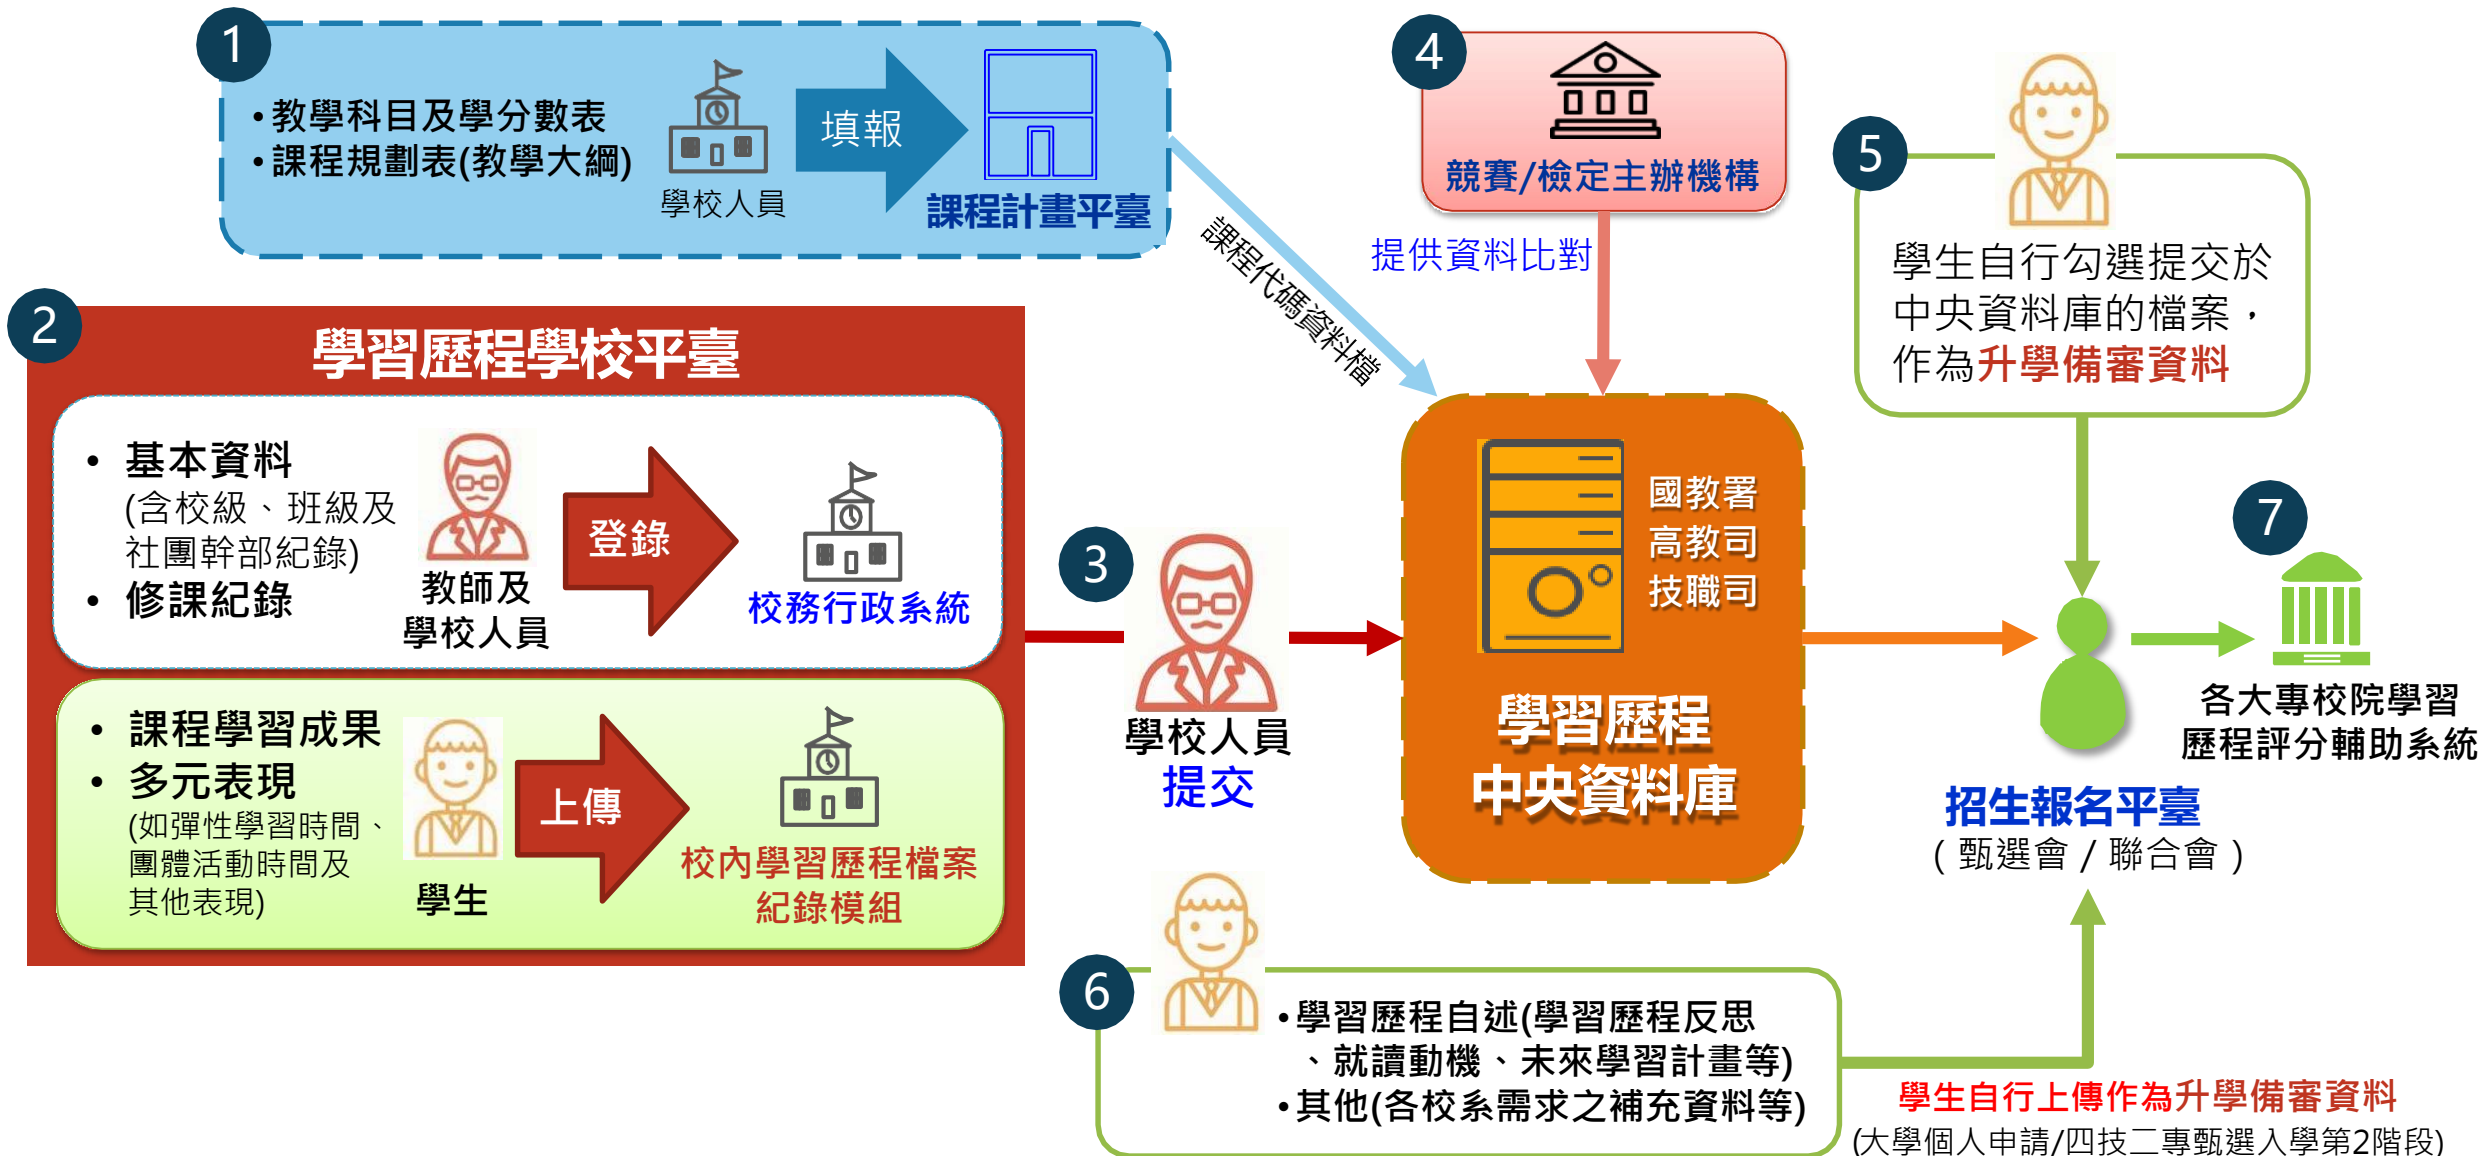 1
•教學科目及學分數表
•課程規劃表(教學大綱)
學校人員
填報
課程計畫平臺
課程代碼資料檔
2
學習歷程學校平臺
• 基本資料
(含校級、班級及
社團幹部紀錄)
• 修課紀錄
教師及
學校人員
登錄
校務行政系統
• 課程學習成果
• 多元表現
(如彈性學習時間、
團體活動時間及
其他表現)
學生
上傳
校內學習歷程檔案
紀錄模組
3
學校人員
提交
4
競賽/檢定主辦機構
提供資料比對
國教署
高教司
技職司
學習歷程
中央資料庫
5
學生自行勾選提交於
中央資料庫的檔案，
作為升學備審資料
6
•學習歷程自述(學習歷程反思
、就讀動機、未來學習計畫等)
•其他(各校系需求之補充資料等)
學生自行上傳作為升學備審資料
(大學個人申請/四技二專甄選入學第2階段)
招生報名平臺
( 甄選會 / 聯合會 )
7
各大專校院學習
歷程評分輔助系統